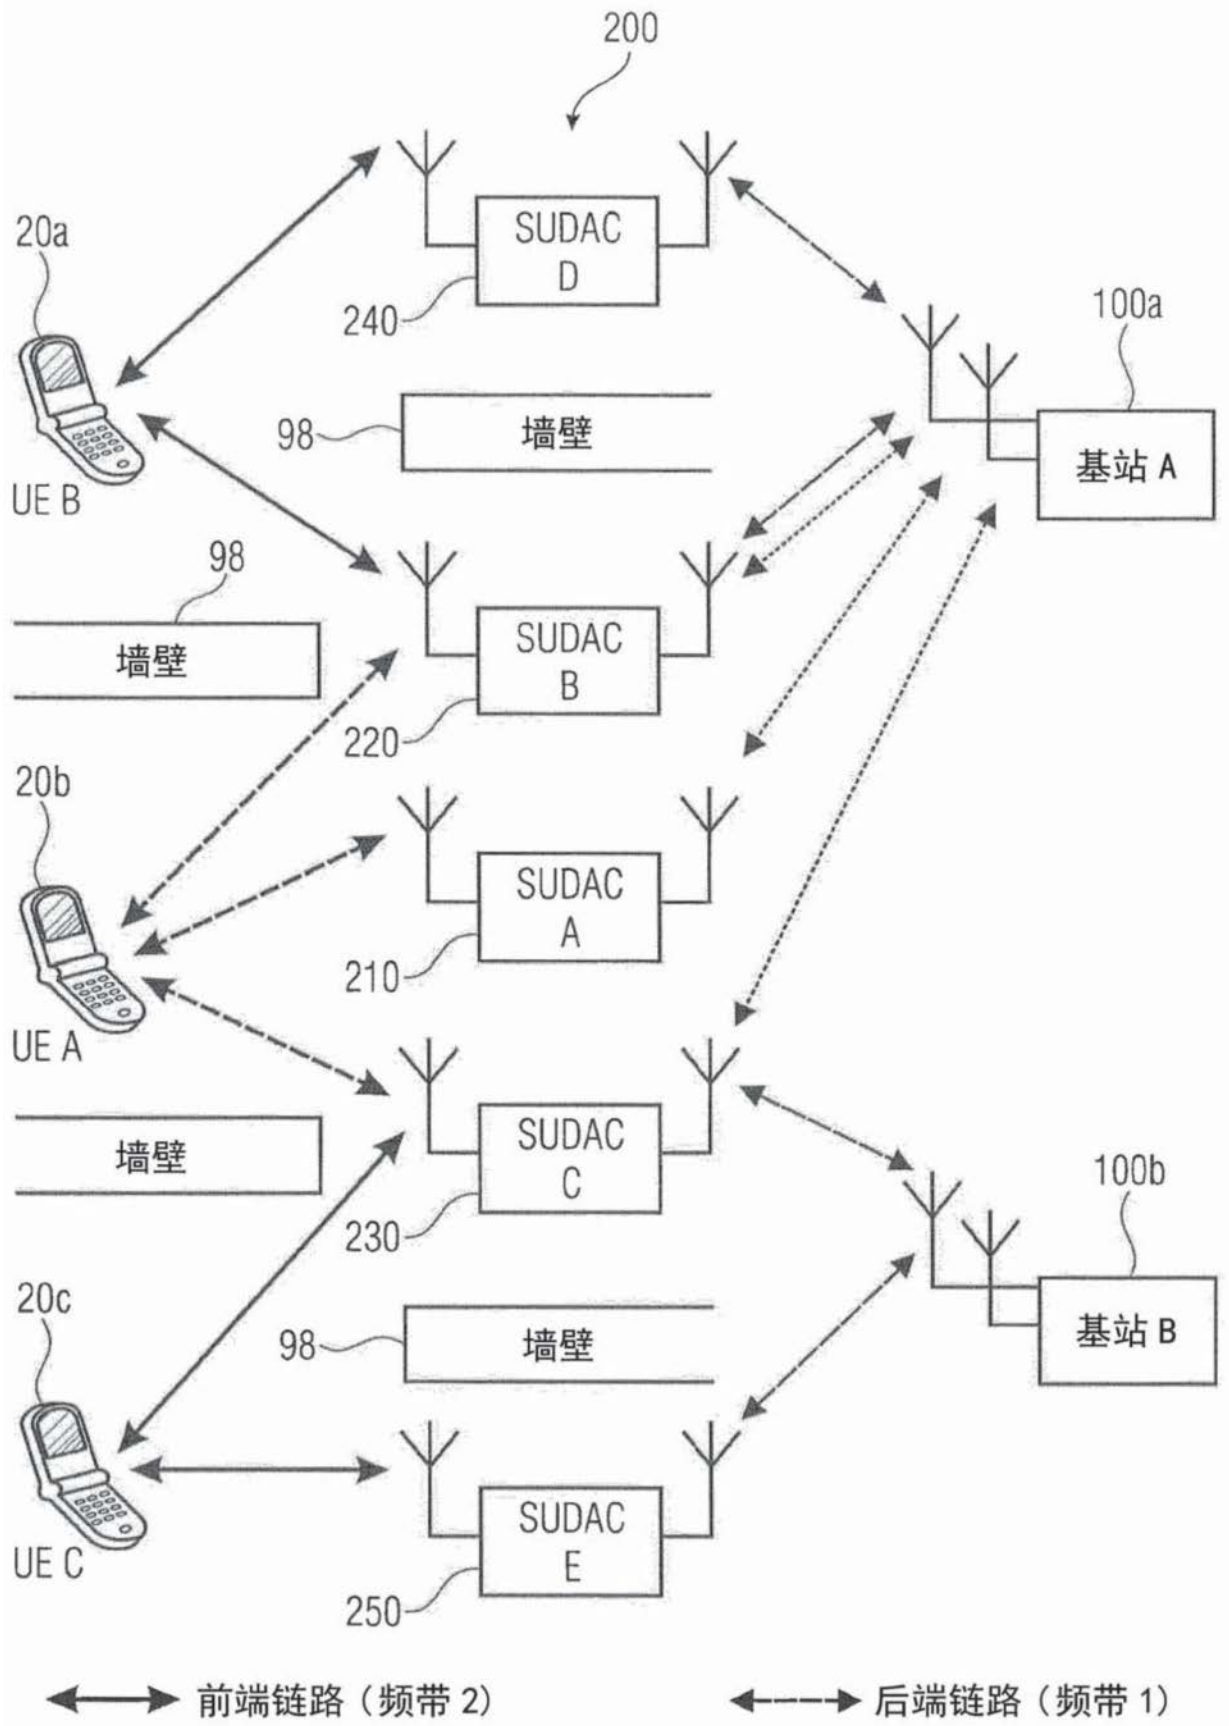 200
20a
SUDAC
D
240
100a
98
墙壁
基站 A
UE B
98
墙壁
SUDAC
B
220
20b
SUDAC
A
210
UE A
墙壁
SUDAC
C
230
100b
20c
98
墙壁
基站 B
SUDAC
E
UE C
250
前端链路（频带 2）
后端链路（频带 1）